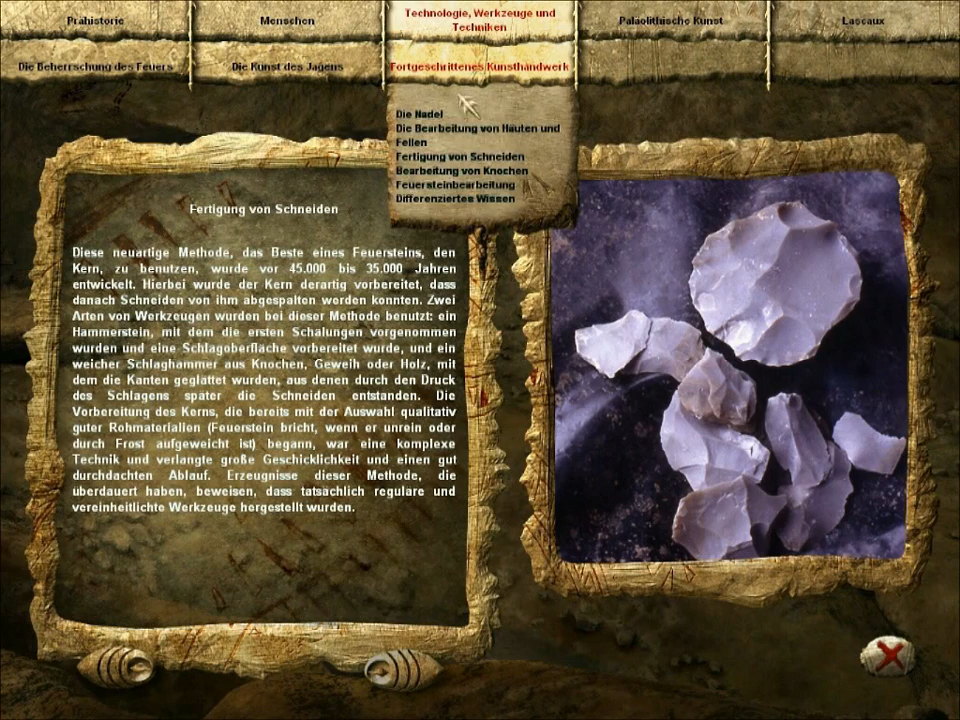 Prähistorie
Menschen
Technologie, Werkzeuge und
Techniken
Paläolithische Kunst
Lascaux
Die Beherrschung des Feuers
Die Kunst des Jagens
Fortgeschrittenes Kunsthandwerk
Die Nadel
Die Bearbeitung von Häuten und
Fellen
Fertigung von Schneiden
Bearbeitung von Knochen
Feuersteinbearbeitung
Differenziertes Wissen
Fertigung von Schneiden
Diese neuartige Methode, das Beste eines Feuersteins, den
Kern, zu benutzen, wurde vor 45.000 bis 35.000 Jahren
entwickelt. Hierbei wurde der Kern derartig vorbereitet, dass
danach Schneiden von ihm abgespalten werden konnten. Zwei
Arten von Werkzeugen wurden bei dieser Methode benutzt: ein
Hammerstein, mit dem die ersten Schälungen vorgenommen
wurden und eine Schlagoberfläche vorbereitet wurde, und ein
weicher Schlaghammer aus Knochen, Geweih oder Holz, mit
dem die Kanten geglättet wurden, aus denen durch den Druck
des Schlagens später die Schneiden entstanden. Die
Vorbereitung des Kerns, die bereits mit der Auswahl qualitativ
guter Rohmaterialien (Feuerstein bricht, wenn er unrein oder
durch Frost aufgeweicht ist) begann, war eine komplexe
Technik und verlangte große Geschicklichkeit und einen gut
durchdachten Ablauf. Erzeugnisse dieser Methode, die
überdauert haben, beweisen, dass tatsächlich reguläre und
vereinheitlichte Werkzeuge hergestellt wurden.